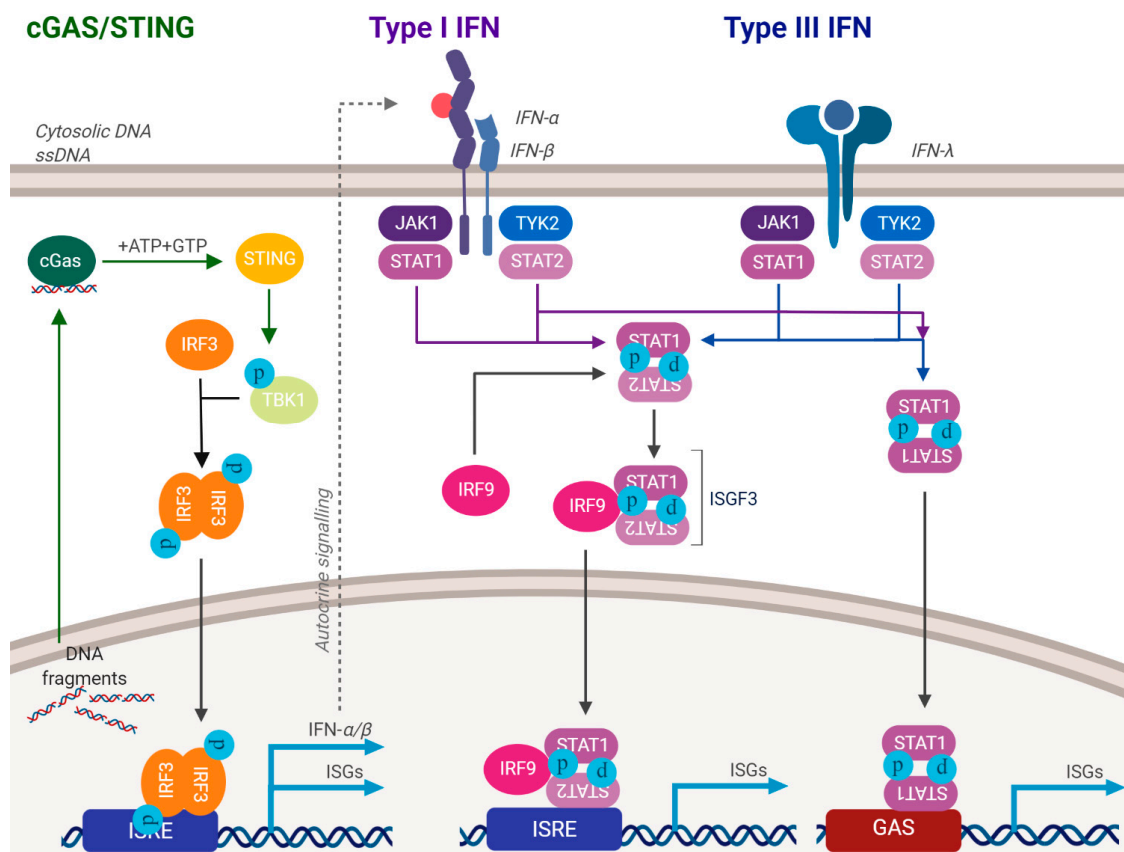 cGAS/STING
Type I IFN
Type III IFN
Cytosolic DNA
ssDNA
IFN-α
IFN-β
IFN-λ
JAK1
TYK2
STAT1
STAT2
JAK1
TYK2
STAT1
STAT2
cGas
+ATP+GTP
STING
IRF3
p
TBK1
STAT1
p
p
STAT2
STAT1
p
p
STAT1
IRF3
IRF3
p
p
IRF9
IRF9
STAT1
p
p
STAT2
ISGF3
Autocrine signalling
DNA
fragments
IFN-α/β
ISGs
IRF3
IRF3
p
p
ISRE
IRF9
STAT1
p
p
STAT2
ISRE
ISGs
STAT1
p
p
STAT1
GAS
ISGs